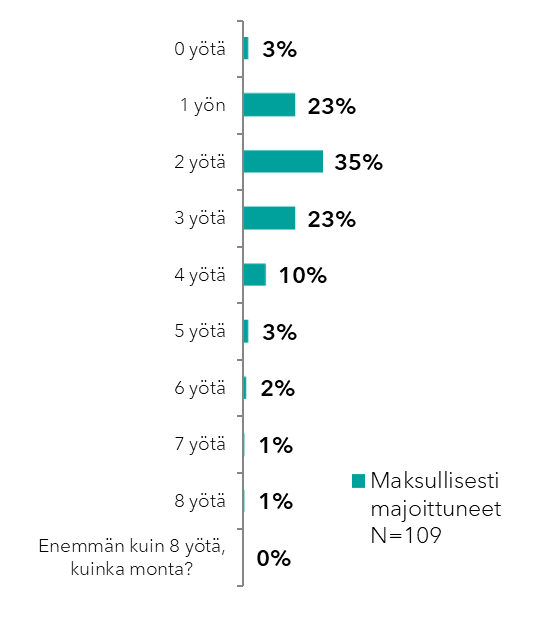 0 yötä 3%
1 yön 23%
2 yötä 35%
3 yötä 23%
4 yötä 10%
5 yötä 3%
6 yötä 2%
7 yötä 1%
8 yötä 1%
Enemmän kuin 8 yötä,
kuinka monta? 0%
Maksullisesti
majoittuneet
N=109